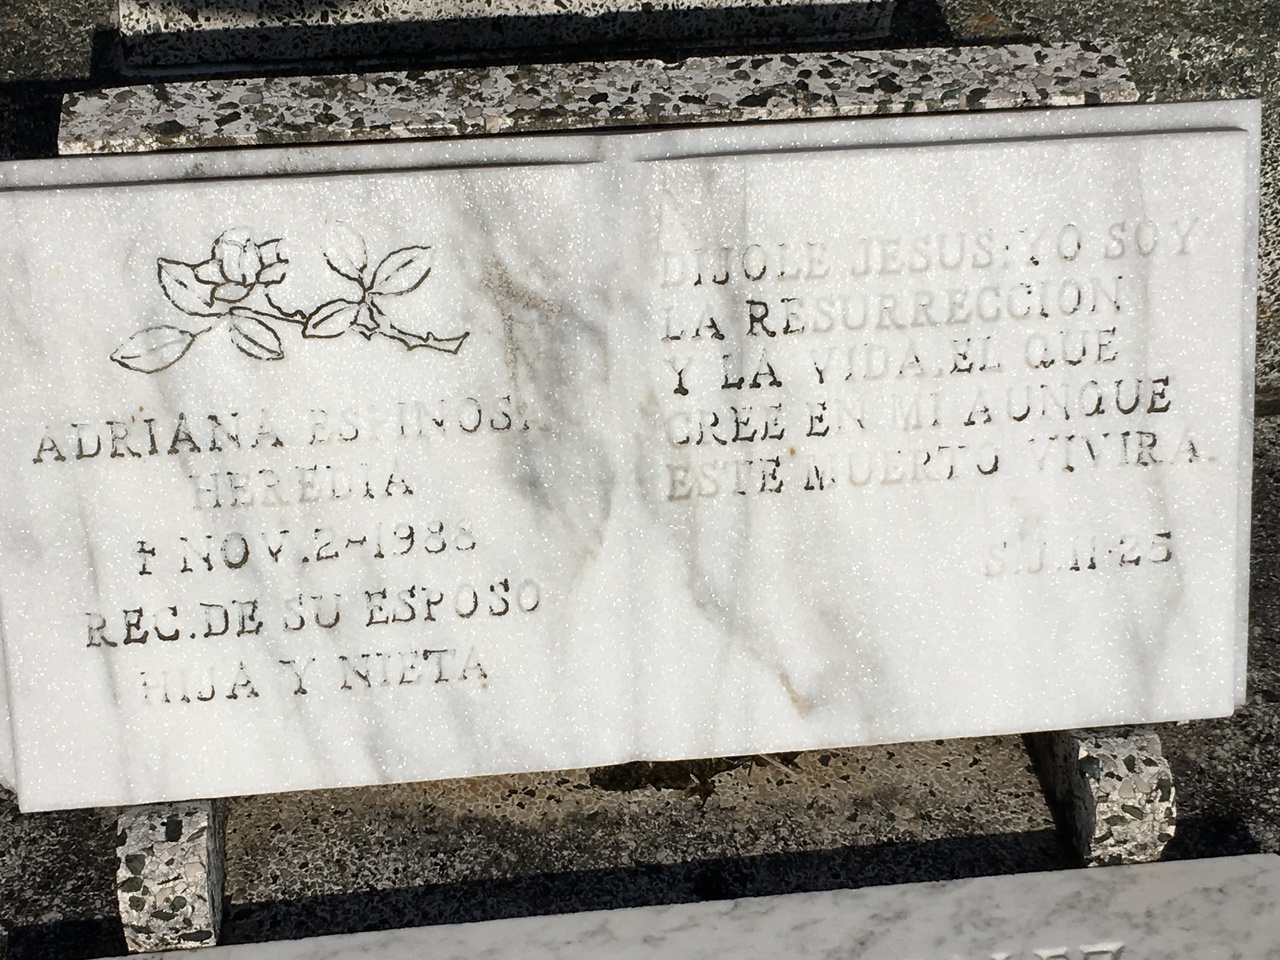 ADRIANA ESPINOSA
HEREDIA
† NOV.2-1988
REC.DE SU ESPOSO
HIJA Y NIETA
DIJOLE JESUS:YO SOY
LA RESURRECCION
Y LA VIDA,EL QUE
CREE EN MI AUNQUE
ESTE MUERTO VIVIRA.
S.J.11-25